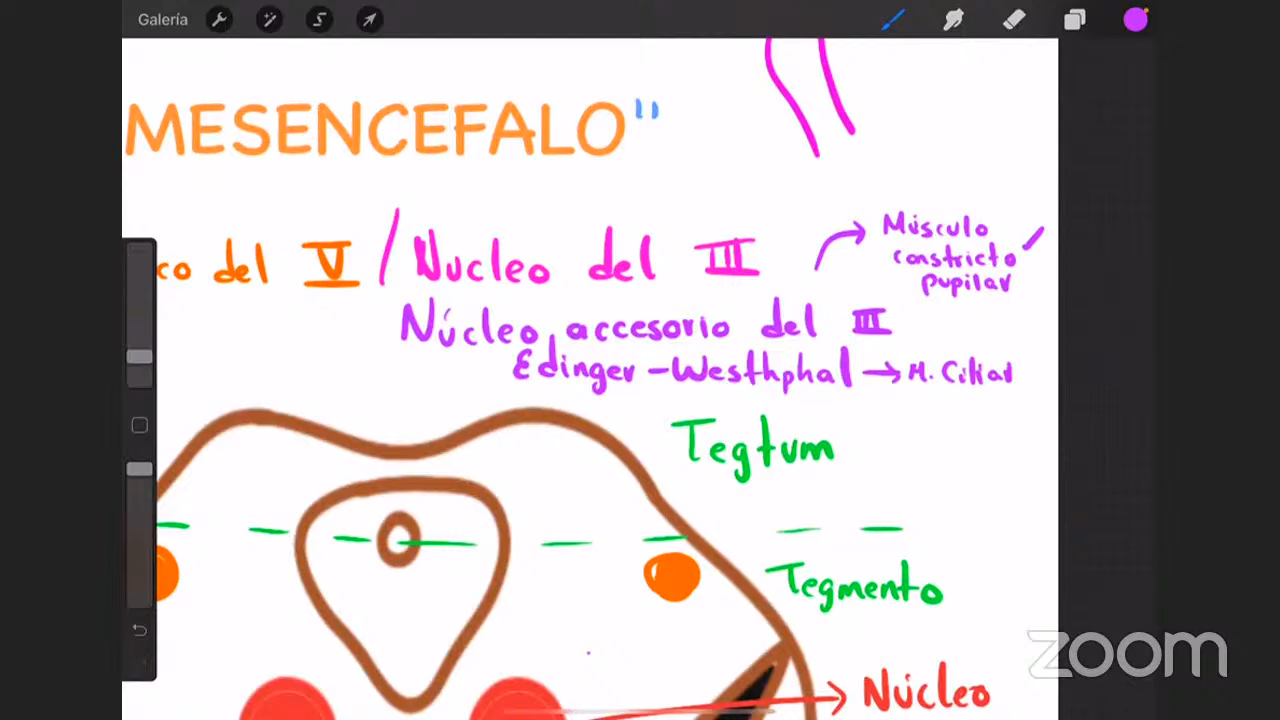 Galería
MESENCEFALO"
co del V / Nucleo del III
Músculo
constricto
pupilar
Núcleo accesorio del III
Edinger-Westhphal → M. Ciliar
Tegtum
Tegmento
Núcleo
zoom